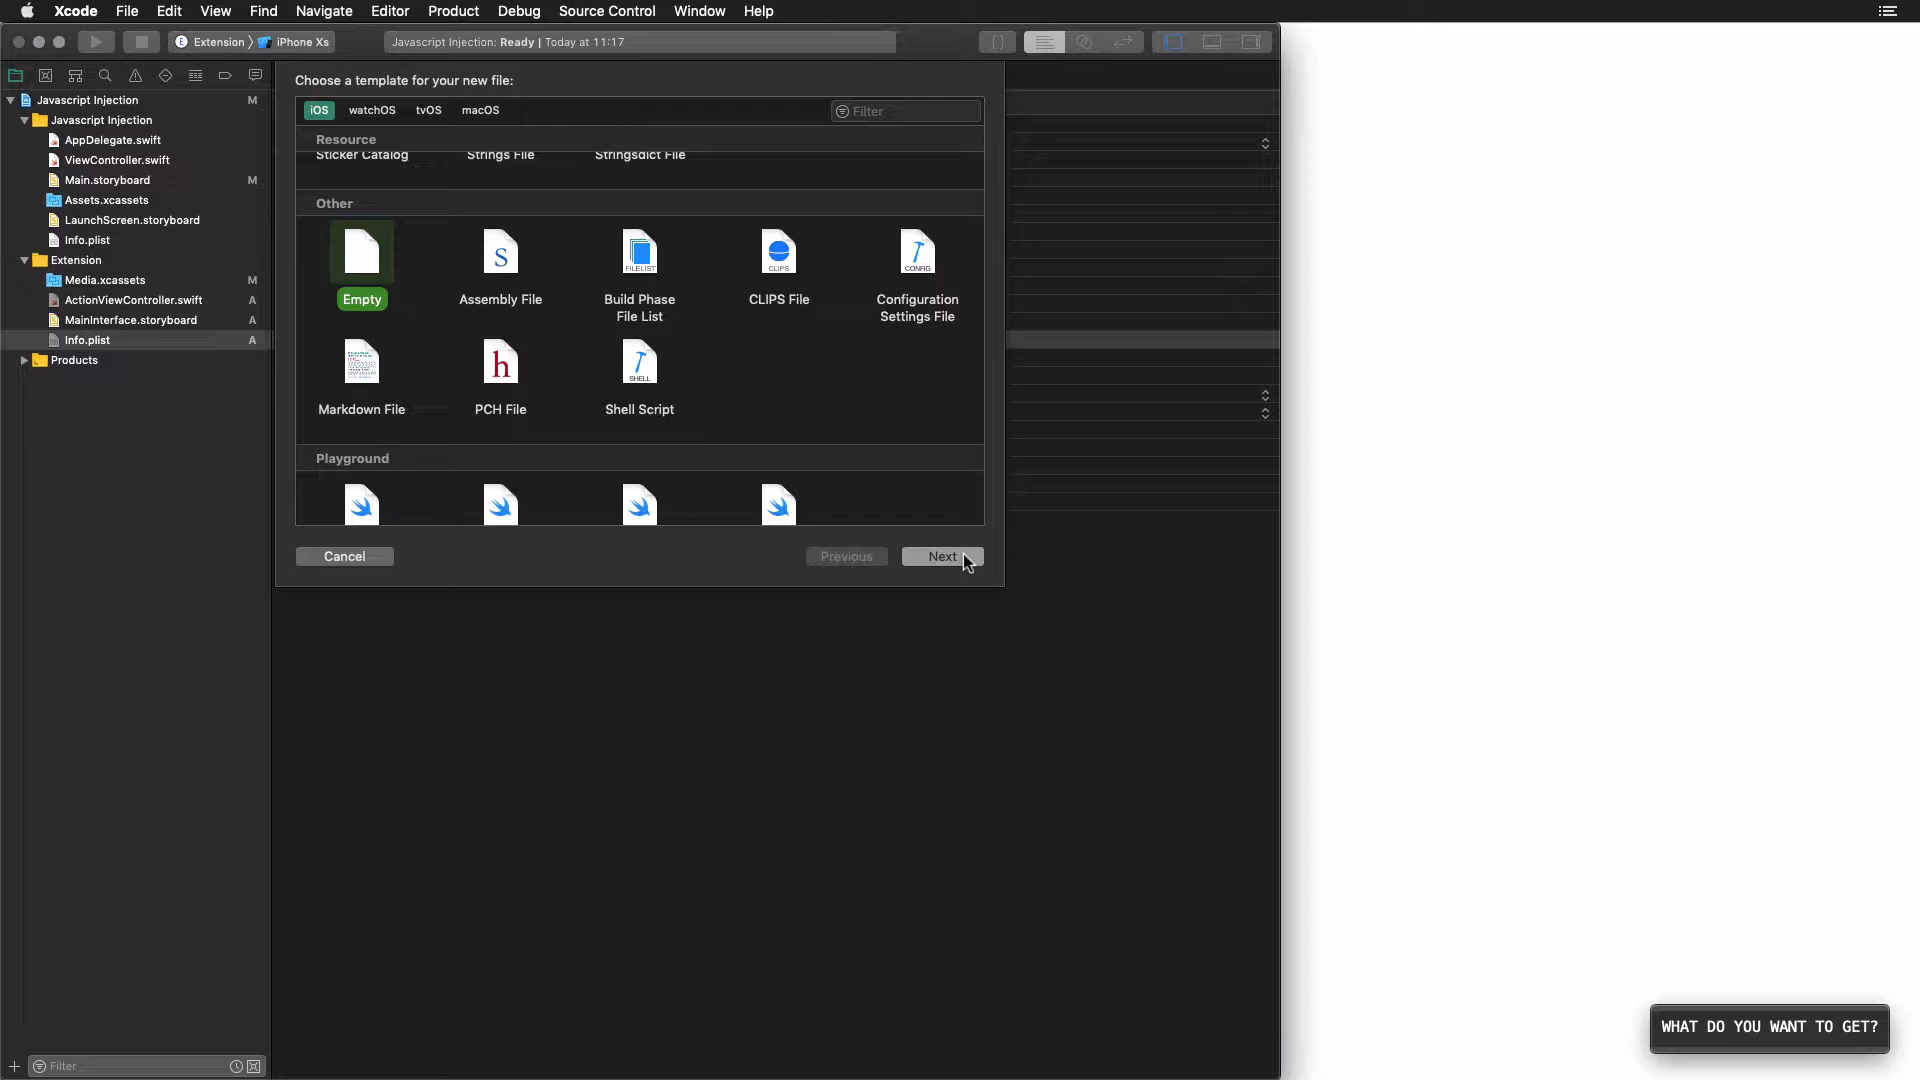 Xcode File Edit View Find Navigate Editor Product Debug Source Control Window Help
Extension iPhone Xs
Javascript Injection: Ready | Today at 11:17
Javascript Injection M
Javascript Injection
AppDelegate.swift
ViewController.swift
Main.storyboard M
Assets.xcassets
LaunchScreen.storyboard
Info.plist
Extension
Media.xcassets M
ActionViewController.swift A
MainInterface.storyboard A
Info.plist A
Products
Filter
Choose a template for your new file:
iOS watchOS tvOS macOS
Filter
Resource
Sticker Catalog Strings File Stringsdict File
Other
S FILELIST CLIPS CONFIG
Empty Assembly File Build Phase File List CLIPS File Configuration Settings File
h SHELL
Markdown File PCH File Shell Script
Playground
Cancel Previous Next
WHAT DO YOU WANT TO GET?